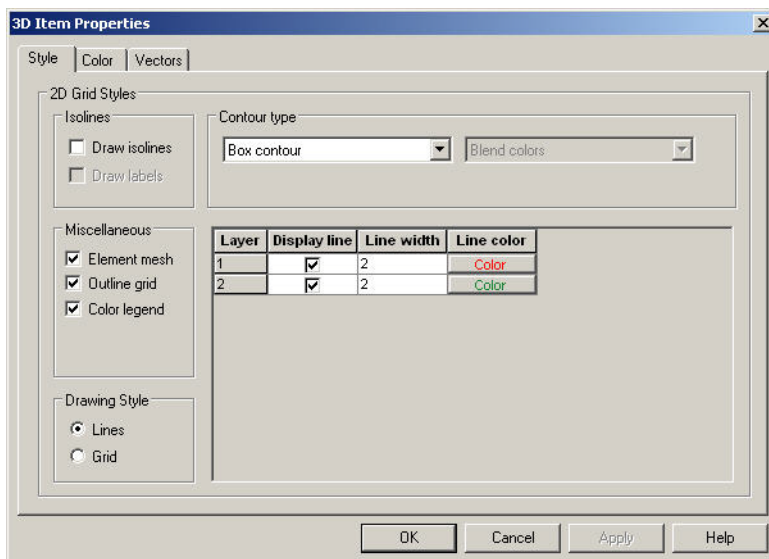 3D Item Properties
Style Color Vectors
2D Grid Styles
Isolines
Draw isolines
Draw labels
Contour type
Box contour Blend colors
Miscellaneous
Element mesh
Outline grid
Color legend
Layer Display line Line width Line color
1 2 Color
2 2 Color
Drawing Style
Lines
Grid
OK Cancel Apply Help